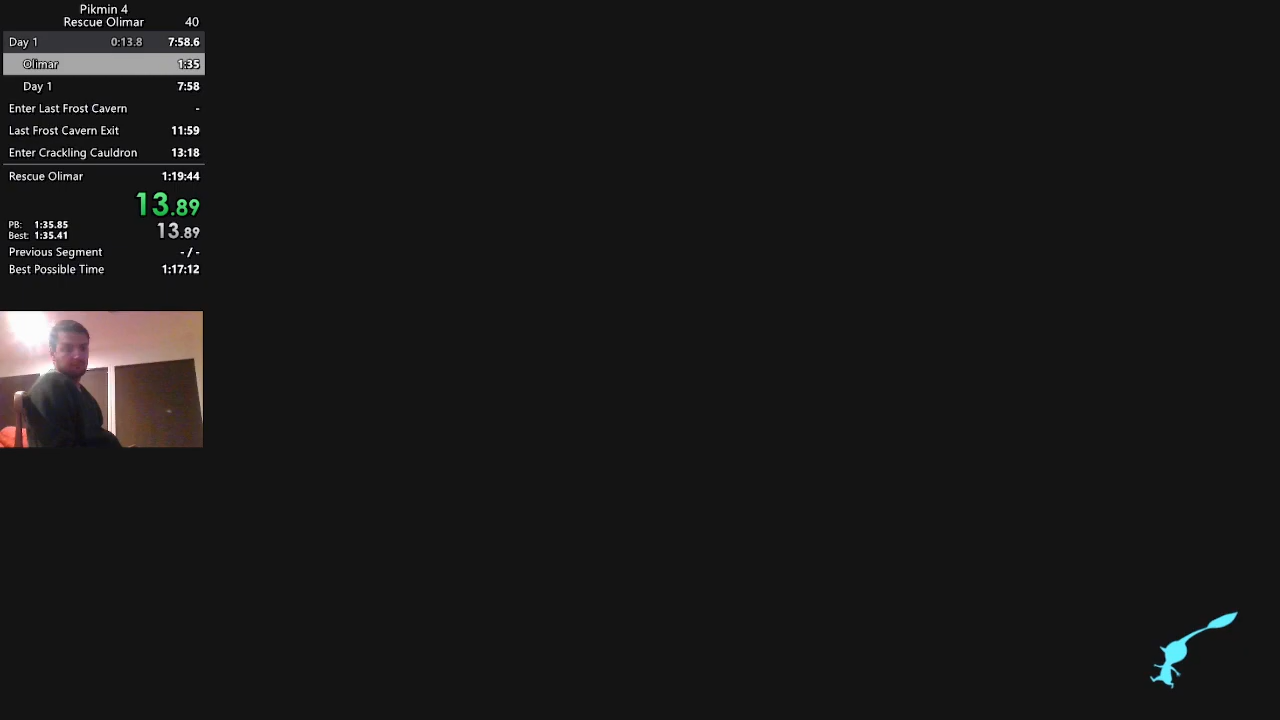 Pikmin 4
Rescue Olimar 40
Day 1 0:13.8 7:58.6
Olimar 1:35
Day 1 7:58
Enter Last Frost Cavern -
Last Frost Cavern Exit 11:59
Enter Crackling Cauldron 13:18
Rescue Olimar 1:19:44
13.89
PB: 1:35.85
Best: 1:35.41
13.89
Previous Segment - / -
Best Possible Time 1:17:12